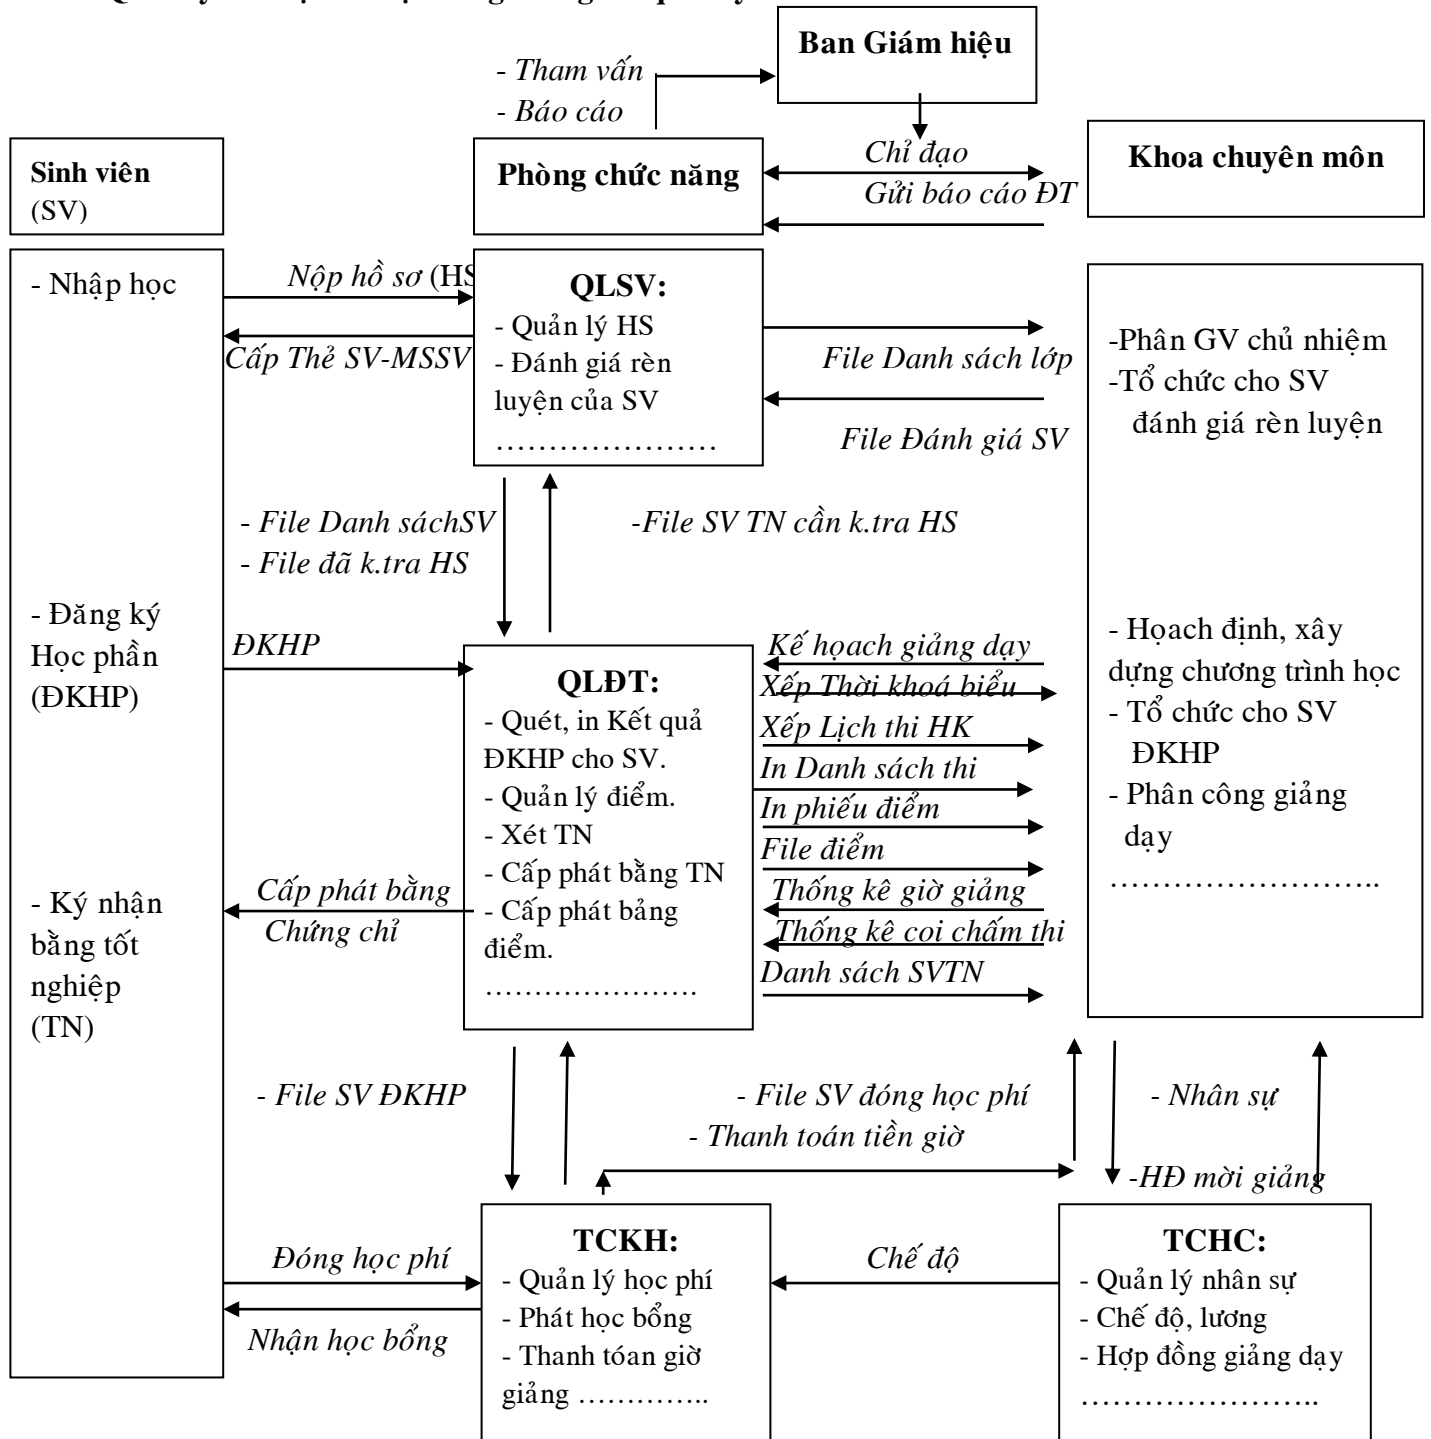 Ban Giám hiệu
- Tham vấn
- Báo cáo
Sinh viên
(SV)
Phòng chức năng
Chỉ đạo
Gửi báo cáo ĐT
Khoa chuyên môn
- Nhập học
Nộp hồ sơ (HS
Cấp Thẻ SV-MSSV
QLSV:
- Quản lý HS
- Đánh giá rèn
luyện của SV
………………….
File Danh sách lớp
File Đánh giá SV
-Phân GV chủ nhiệm
-Tổ chức cho SV
đánh giá rèn luyện
- File Danh sáchSV
- File đã k.tra HS
-File SV TN cần k.tra HS
- Đăng ký
Học phần
(ĐKHP)
ĐKHP
QLĐT:
- Quét, in Kết quả
ĐKHP cho SV.
- Quản lý điểm.
- Xét TN
- Cấp phát bằng TN
- Cấp phát bảng
điểm.
………………….
Kế họach giảng dạy
Xếp Thời khoá biểu
Xếp Lịch thi HK
In Danh sách thi
In phiếu điểm
File điểm
Thống kê giờ giảng
Thống kê coi chấm thi
Danh sách SVTN
- Họach định, xây
dựng chương trình học
- Tổ chức cho SV
ĐKHP
- Phân công giảng
dạy
……………………..
- Ký nhận
bằng tốt
nghiệp
(TN)
Cấp phát bằng
Chứng chỉ
- File SV ĐKHP
- File SV đóng học phí
- Thanh toán tiền giờ
- Nhân sự
-HĐ mời giảng
Đóng học phí
Nhận học bổng
TCKH:
- Quản lý học phí
- Phát học bổng
- Thanh tóan giờ
giảng …………..
Chế độ
TCHC:
- Quản lý nhân sự
- Chế độ, lương
- Hợp đồng giảng dạy
……………………..